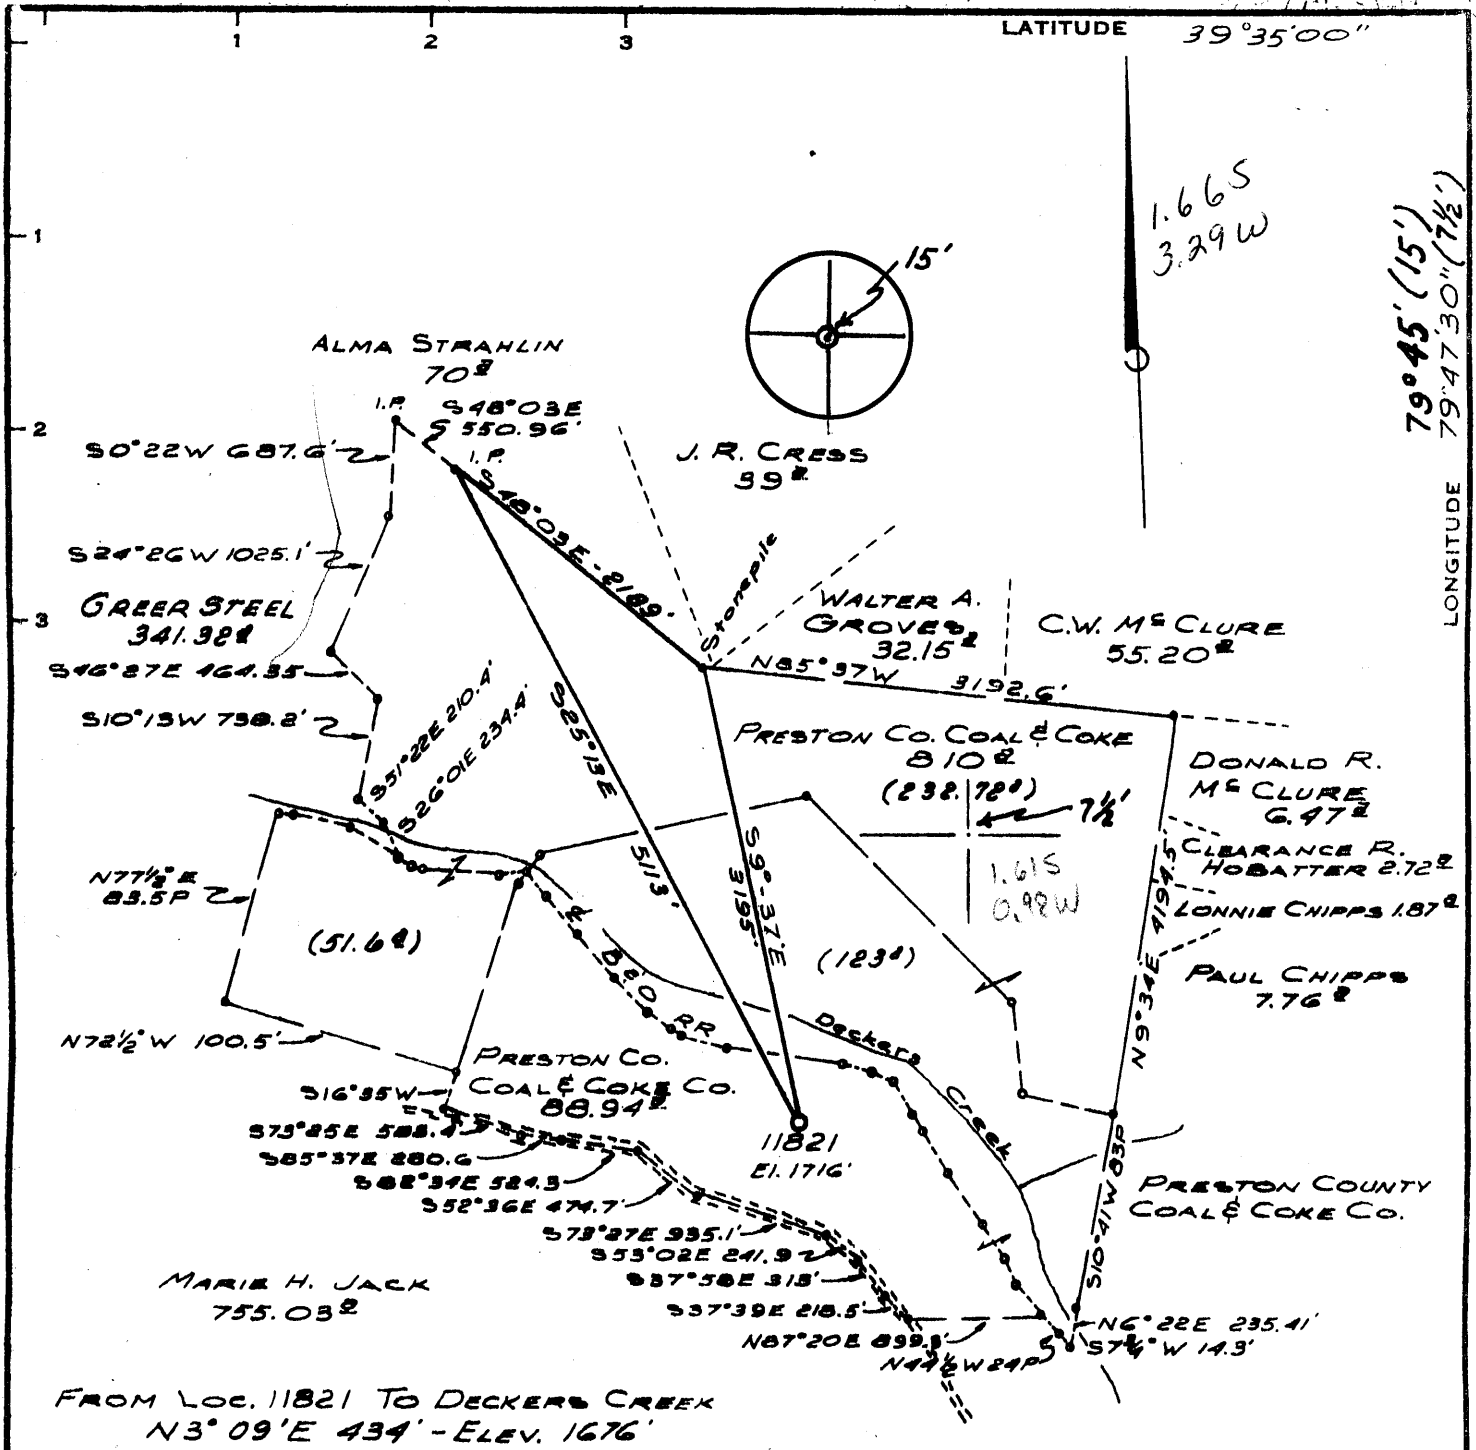 LATITUDE 39°35'00"
1 2 3
1
2
3
1.66S
3.29W
79°45' (15')
79°47'30" (7½')
LONGITUDE
15'
ALMA STRAHLIN
70ª
I.P.
S48°03E
550.96'
I.P.
S0°22W 687.6'
J. R. CRESS
39ª
S48°03E - 2189'
Stonepile
S24°26W 1025.1'
GREER STEEL
341.32ª
WALTER A.
GROVES
32.15ª
C.W. Mᶜ CLURE
55.20ª
S46°27E 464.35
N85°37W 3192.6'
S10°13W 738.2'
S51°22E 210.4'
S26°01E 234.4'
S25°13E 5113'
PRESTON CO. COAL & COKE
810ª
(232.72ª)
7½'
1.61S
0.98W
DONALD R.
Mᶜ CLURE
6.47ª
CLEARANCE R.
HOBATTER 2.72ª
LONNIE CHIPPS 1.87ª
PAUL CHIPPS
7.76ª
N9°34E 4194.5'
N77½°E
83.5P
(51.6ª)
S9°-37'E
3195'
(123ª)
B&O RR
Deckers Creek
N72½°W 100.5'
PRESTON CO.
COAL & COKE CO.
88.94ª
S16°35W
S73°25E 588.4'
S85°37E 280.6
S82°34E 524.3
S52°36E 474.7'
S73°27E 935.1'
S53°02E 241.9
S37°58E 313'
S37°39E 218.5'
N87°20E 899.5'
N44½W 24P
11821
El. 1716'
S10°41W 83P
PRESTON COUNTY
COAL & COKE CO.
N6°22E 235.41'
S7¾°W 14.3'
MARIE H. JACK
755.03ª
FROM LOC. 11821 TO DECKERS CREEK
N3°09'E 434' - ELEV. 1676'